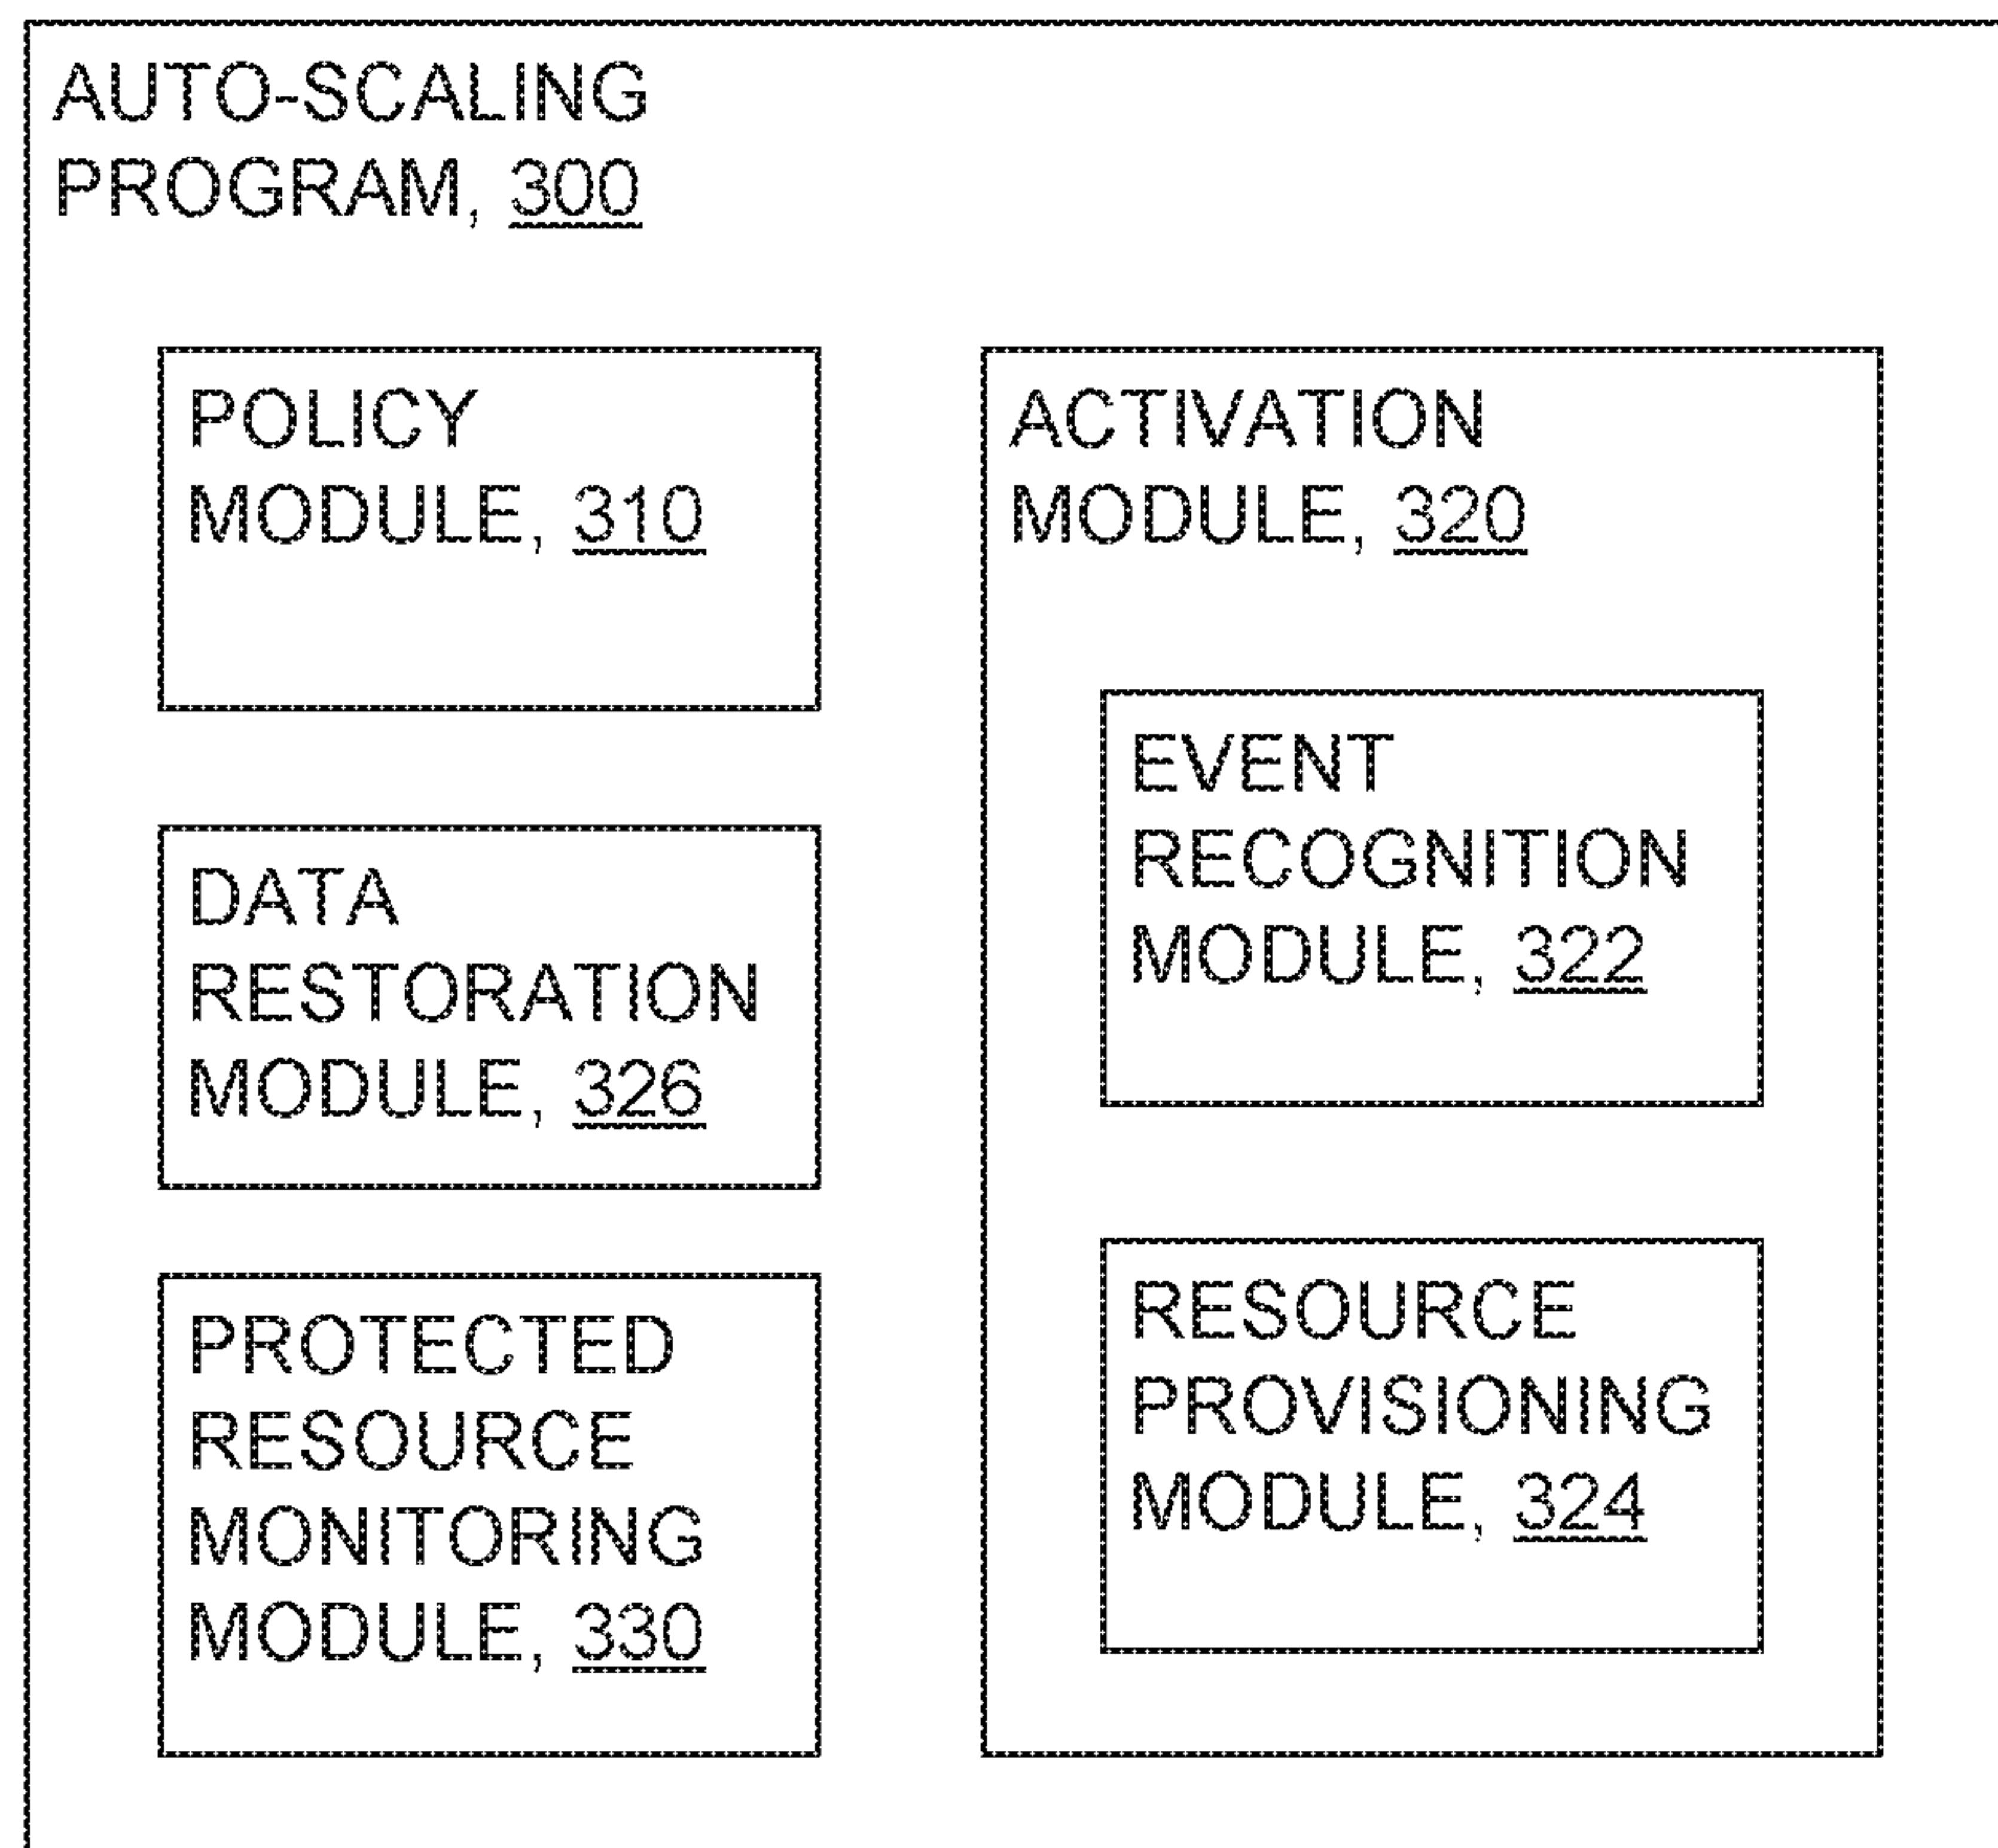 AUTO-SCALING
PROGRAM, 300
POLICY
MODULE, 310
DATA
RESTORATION
MODULE, 326
PROTECTED
RESOURCE
MONITORING
MODULE, 330
ACTIVATION
MODULE, 320
EVENT
RECOGNITION
MODULE, 322
RESOURCE
PROVISIONING
MODULE, 324